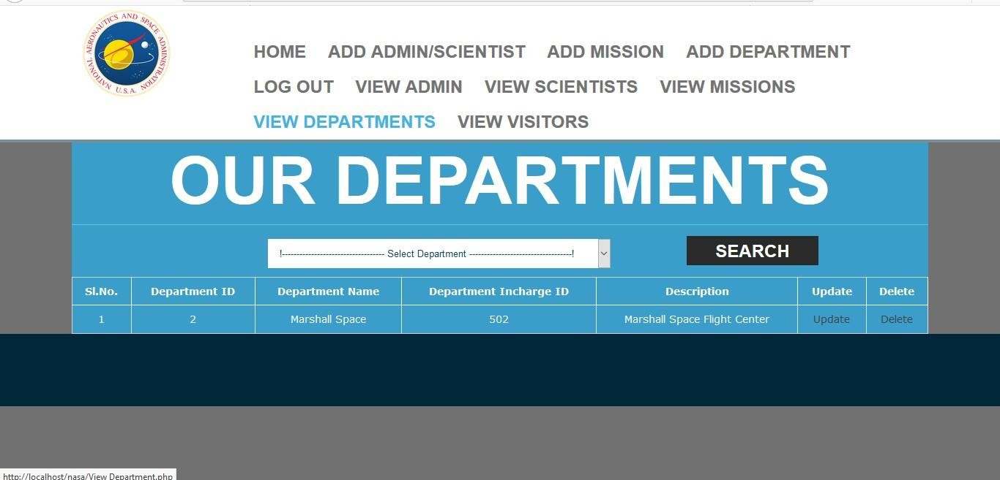 NATIONAL AERONAUTICS AND SPACE ADMINISTRATION
U.S.A.
HOME ADD ADMIN/SCIENTIST ADD MISSION ADD DEPARTMENT
LOG OUT VIEW ADMIN VIEW SCIENTISTS VIEW MISSIONS
VIEW DEPARTMENTS VIEW VISITORS
OUR DEPARTMENTS
!----------------------------------- Select Department -----------------------------------! SEARCH
Sl.No. Department ID Department Name Department Incharge ID Description Update Delete
1 2 Marshall Space 502 Marshall Space Flight Center Update Delete
http://localhost/nasa/View Department.php